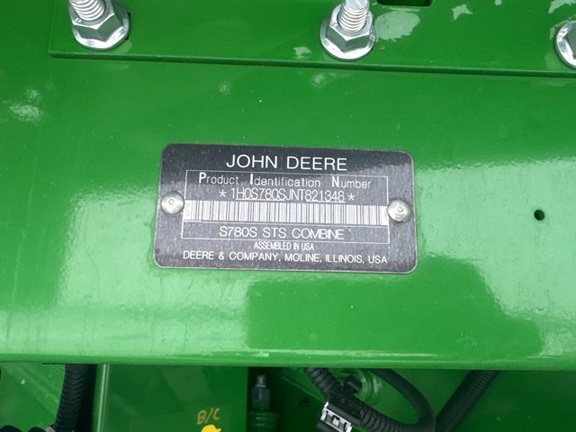 JOHN DEERE
Product Identification Number
*1H0S780SJNT821348*
S780S STS COMBINE
ASSEMBLED IN USA
DEERE & COMPANY, MOLINE, ILLINOIS, USA
B/C